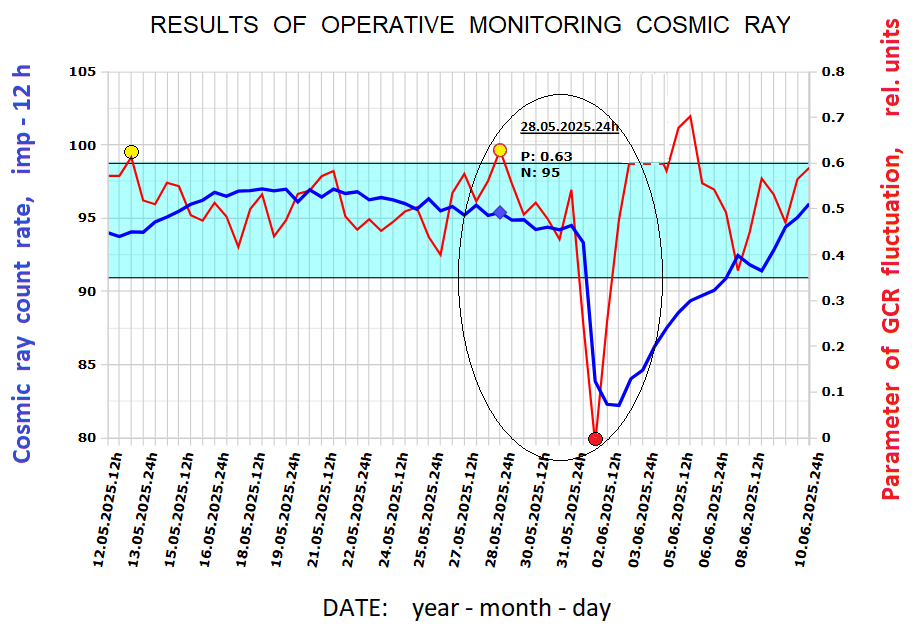 RESULTS OF OPERATIVE MONITORING COSMIC RAY
Cosmic ray count rate, imp - 12 h
Parameter of GCR fluctuation, rel. units
105
100
95
90
85
80
0.8
0.7
0.6
0.5
0.4
0.3
0.2
0.1
0
28.05.2025.24h
P: 0.63
N: 95
12.05.2025.12h
13.05.2025.24h
15.05.2025.12h
16.05.2025.24h
18.05.2025.12h
19.05.2025.24h
21.05.2025.12h
22.05.2025.24h
24.05.2025.12h
25.05.2025.24h
27.05.2025.12h
28.05.2025.24h
30.05.2025.12h
31.05.2025.24h
02.06.2025.12h
03.06.2025.24h
05.06.2025.12h
06.06.2025.24h
08.06.2025.12h
10.06.2025.24h
DATE: year - month - day